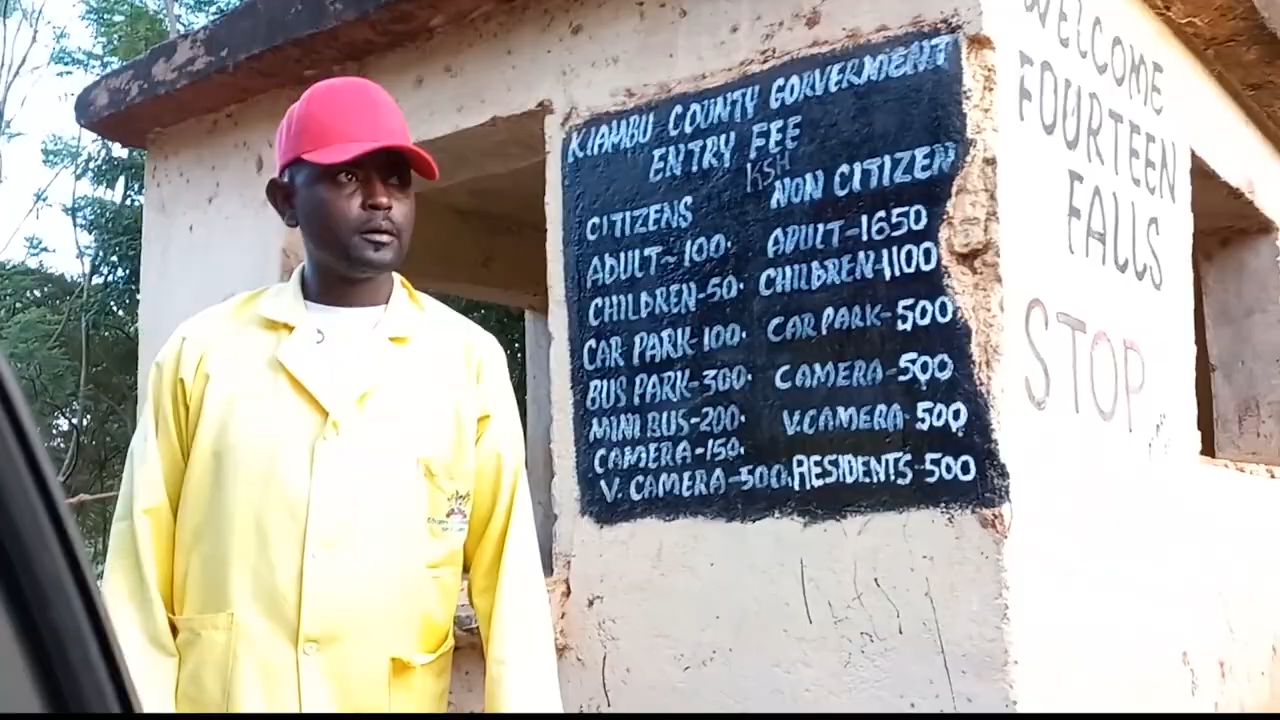 KIAMBU COUNTY GORVERMENT
ENTRY FEE
KSH
CITIZENS
ADULT-100.
CHILDREN-50.
CAR PARK-100.
BUS PARK-300.
MINI BUS-200.
CAMERA-150.
V. CAMERA-500.
NON CITIZEN
ADULT-1650
CHILDREN-1100
CAR PARK-500
CAMERA-500
V.CAMERA-500
RESIDENTS-500
WELCOME
FOURTEEN
FALLS
STOP